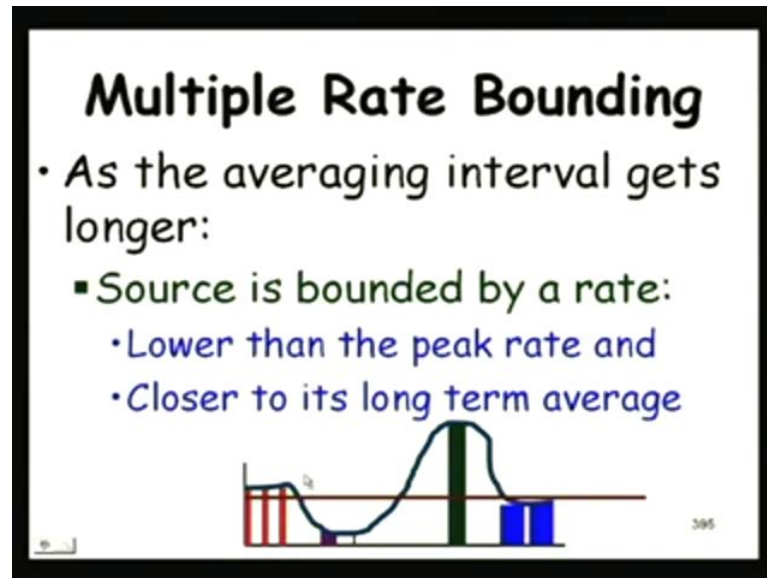 Multiple Rate Bounding
• As the averaging interval gets
longer:
▪ Source is bounded by a rate:
• Lower than the peak rate and
• Closer to its long term average
395